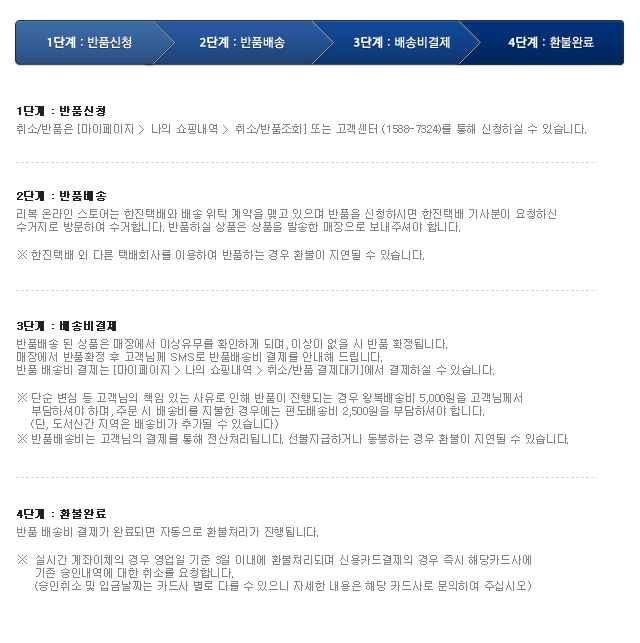 1단계 : 반품신청
2단계 : 반품배송
3단계 : 배송비결제
4단계 : 환불완료
1단계 : 반품신청
취소/반품은 [마이페이지 > 나의 쇼핑내역 > 취소/반품조회] 또는 고객센터 (1588-7324)를 통해 신청하실 수 있습니다.
2단계 : 반품배송
리복 온라인 스토어는 한진택배와 배송 위탁 계약을 맺고 있으며 반품을 신청하시면 한진택배 기사분이 요청하신
수거지로 방문하여 수거합니다. 반품하실 상품은 상품을 발송한 매장으로 보내주셔야 합니다.
※ 한진택배 외 다른 택배회사를 이용하여 반품하는 경우 환불이 지연될 수 있습니다.
3단계 : 배송비결제
반품배송 된 상품은 매장에서 이상유무를 확인하게 되며, 이상이 없을 시 반품 확정됩니다.
매장에서 반품확정 후 고객님께 SMS로 반품배송비 결제를 안내해 드립니다.
반품 배송비 결제는 [마이페이지 > 나의 쇼핑내역 > 취소/반품 결제대기]에서 결제하실 수 있습니다.
※ 단순 변심 등 고객님의 책임 있는 사유로 인해 반품이 진행되는 경우 왕복배송비 5,000원을 고객님께서
부담하셔야 하며, 주문 시 배송비를 지불한 경우에는 편도배송비 2,500원을 부담하셔야 합니다.
(단, 도서산간 지역은 배송비가 추가될 수 있습니다)
※ 반품배송비는 고객님의 결제를 통해 전산처리됩니다. 선불지급하거나 동봉하는 경우 환불이 지연될 수 있습니다.
4단계 : 환불완료
반품 배송비 결제가 완료되면 자동으로 환불처리가 진행됩니다.
※ 실시간 계좌이체의 경우 영업일 기준 3일 이내에 환불처리되며 신용카드결제의 경우 즉시 해당카드사에
기존 승인내역에 대한 취소를 요청합니다.
(승인취소 및 입금날짜는 카드사 별로 다를 수 있으니 자세한 내용은 해당 카드사로 문의하여 주십시오)